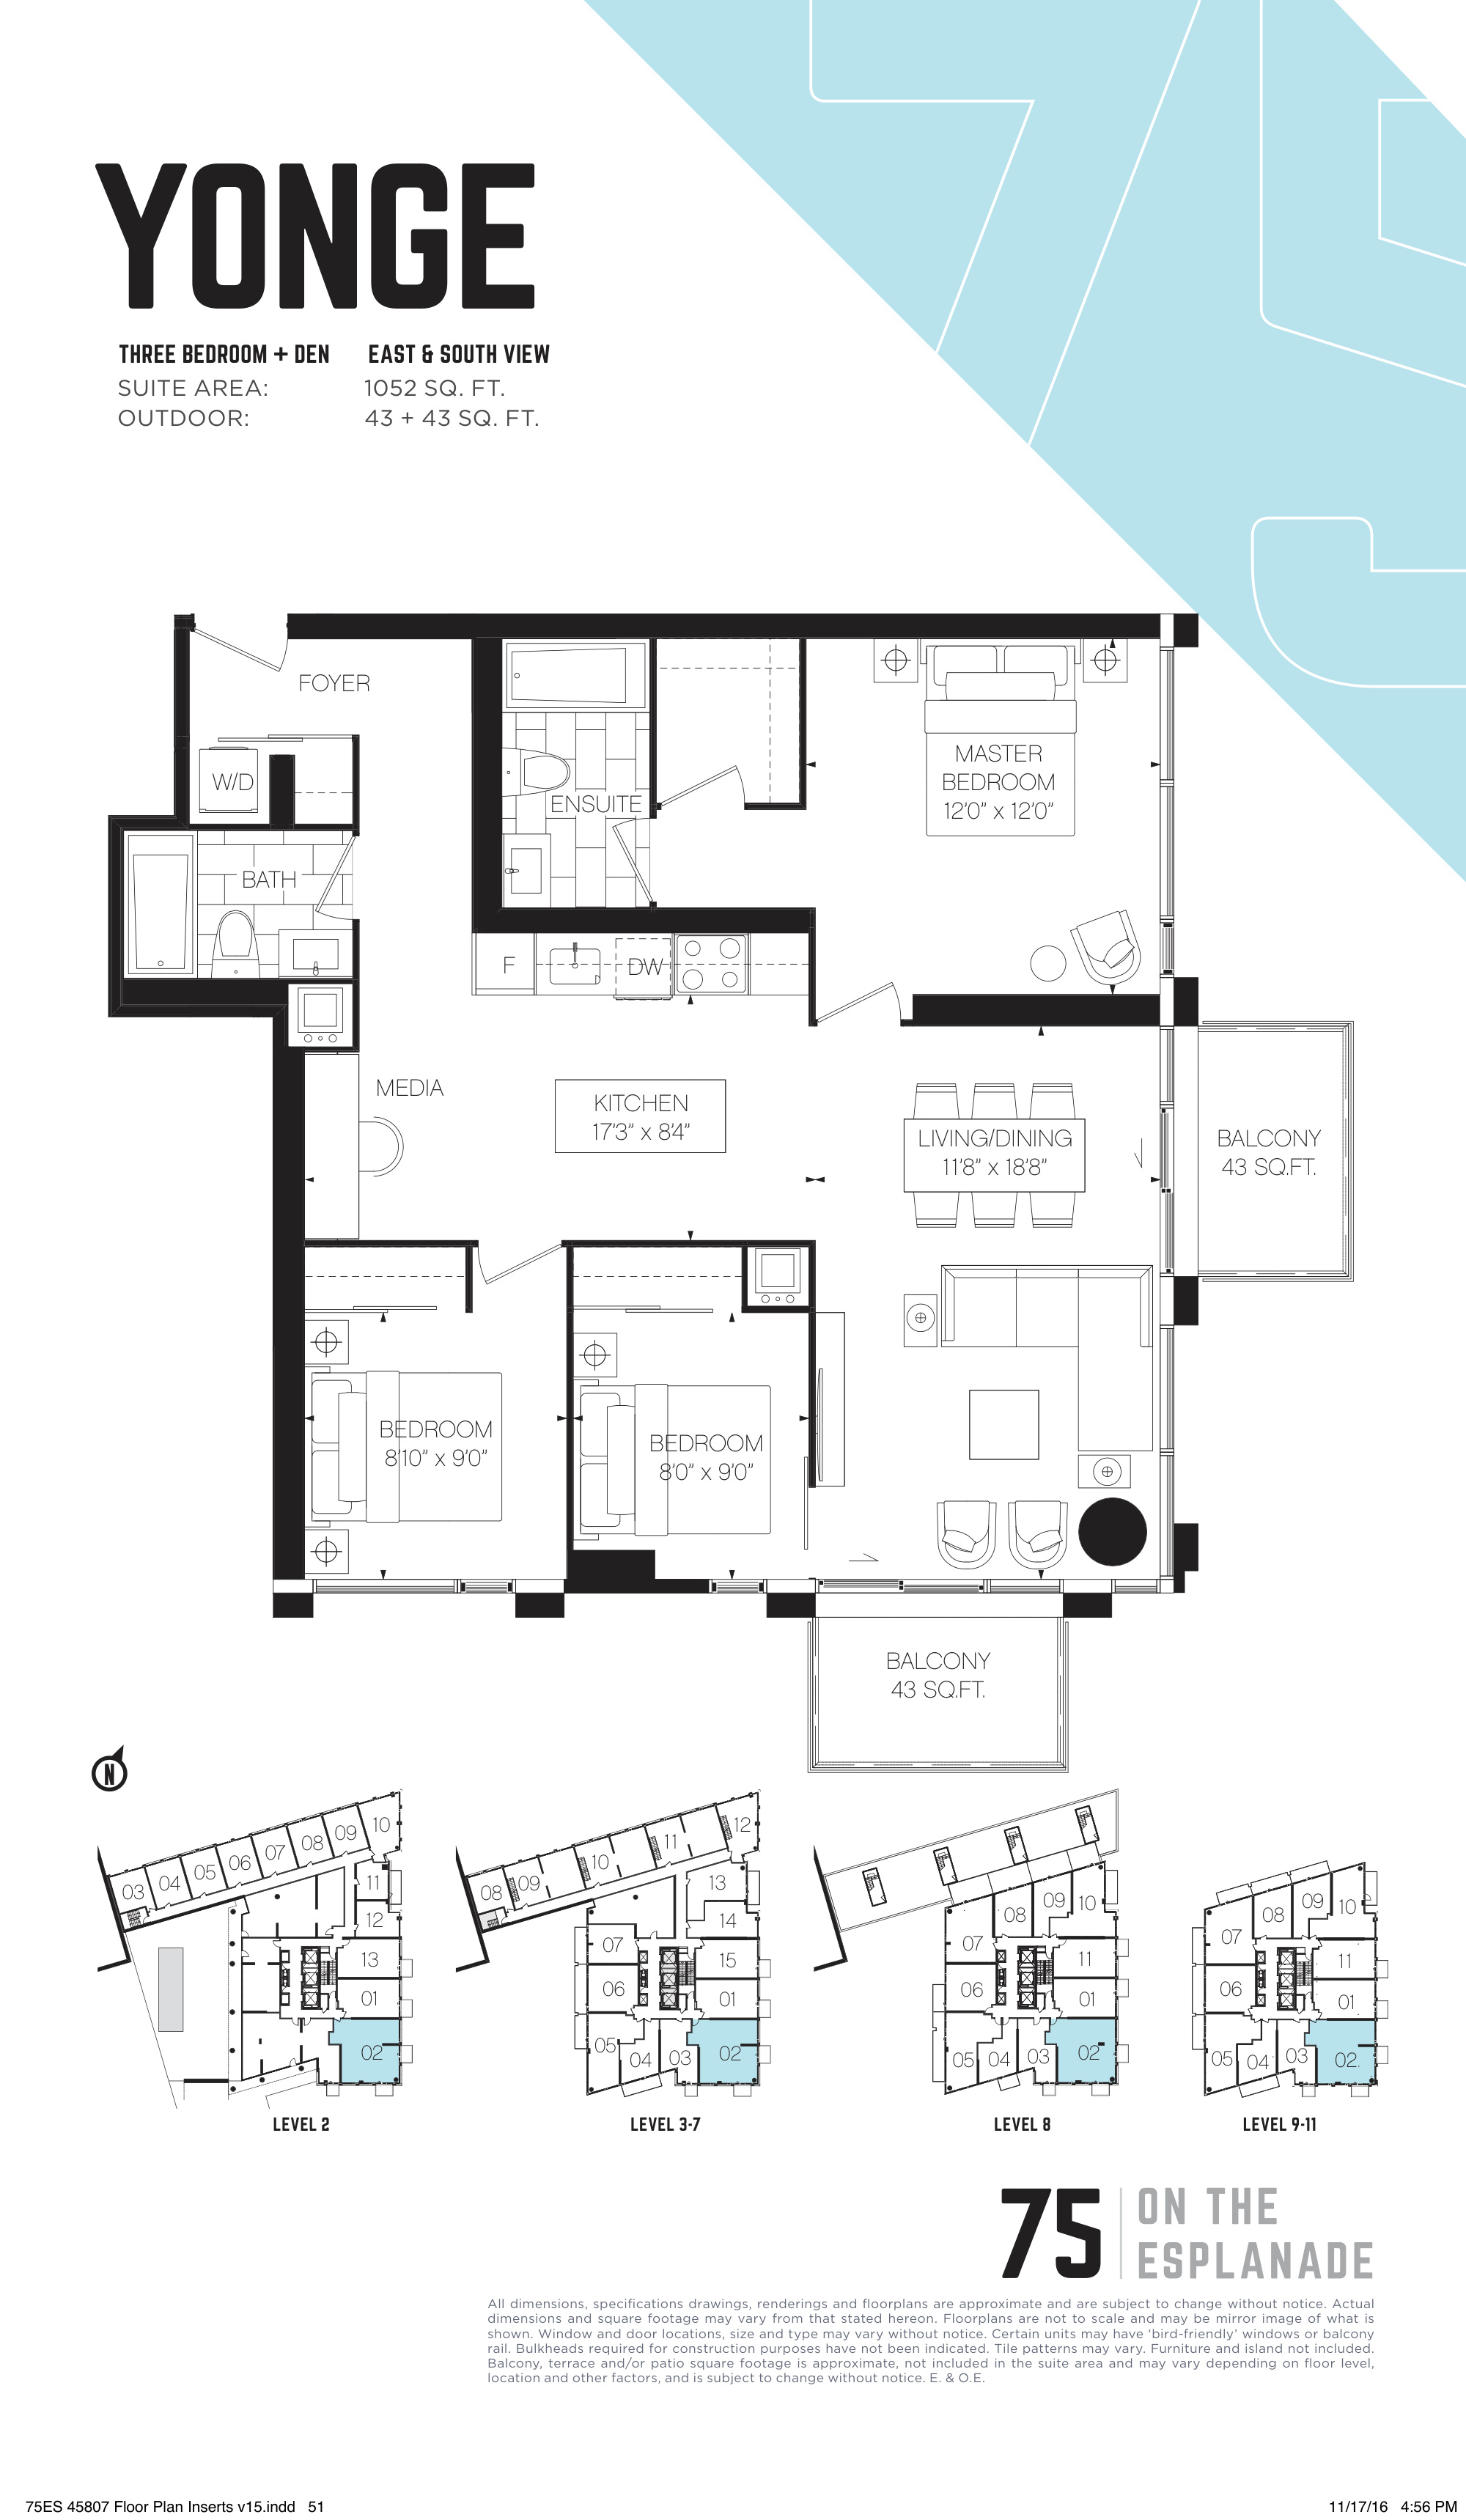 YONGE
THREE BEDROOM + DEN EAST & SOUTH VIEW
SUITE AREA: 1052 SQ. FT.
OUTDOOR: 43 + 43 SQ. FT.
FOYER
W/D
BATH
ENSUITE
MASTER
BEDROOM
12'0" x 12'0"
F
DW
MEDIA
KITCHEN
17'3" x 8'4"
LIVING/DINING
11'8" x 18'8"
BALCONY
43 SQ.FT.
BEDROOM
8'10" x 9'0"
BEDROOM
8'0" x 9'0"
BALCONY
43 SQ.FT.
N
03 04 05 06 07 08 09 10
11
12
13
01
02
LEVEL 2
08 09 10 11 12
13
14
07 15
06 01
05 04 03 02
LEVEL 3-7
08 09 10
07 11
06 01
05 04 03 02
LEVEL 8
07 08 09 10
11
06 01
05 04 03 02
LEVEL 9-11
75 ON THE
ESPLANADE
All dimensions, specifications drawings, renderings and floorplans are approximate and are subject to change without notice. Actual
dimensions and square footage may vary from that stated hereon. Floorplans are not to scale and may be mirror image of what is
shown. Window and door locations, size and type may vary without notice. Certain units may have ‘bird-friendly’ windows or balcony
rail. Bulkheads required for construction purposes have not been indicated. Tile patterns may vary. Furniture and island not included.
Balcony, terrace and/or patio square footage is approximate, not included in the suite area and may vary depending on floor level,
location and other factors, and is subject to change without notice. E. & O.E.
75ES 45807 Floor Plan Inserts v15.indd 51
11/17/16 4:56 PM